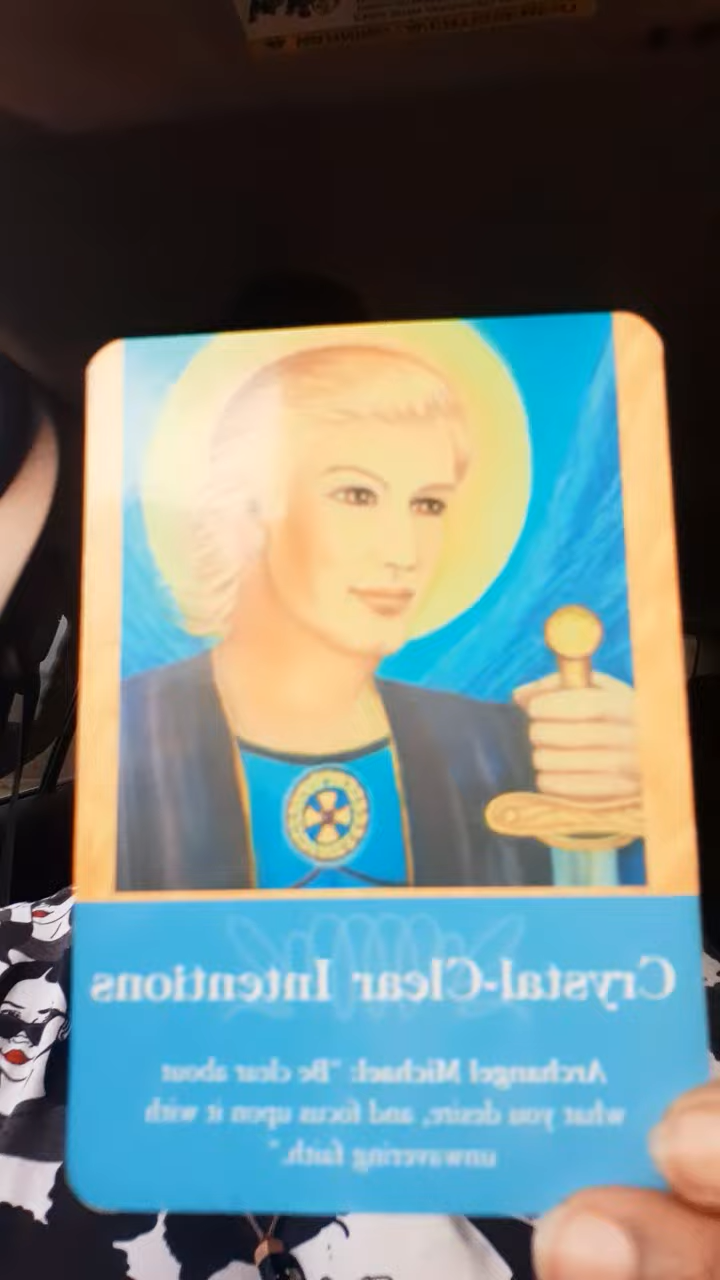 Crystal-Clear Intentions
Archangel Michael: "Be clear about
what you desire, and focus upon it with
unwavering faith."